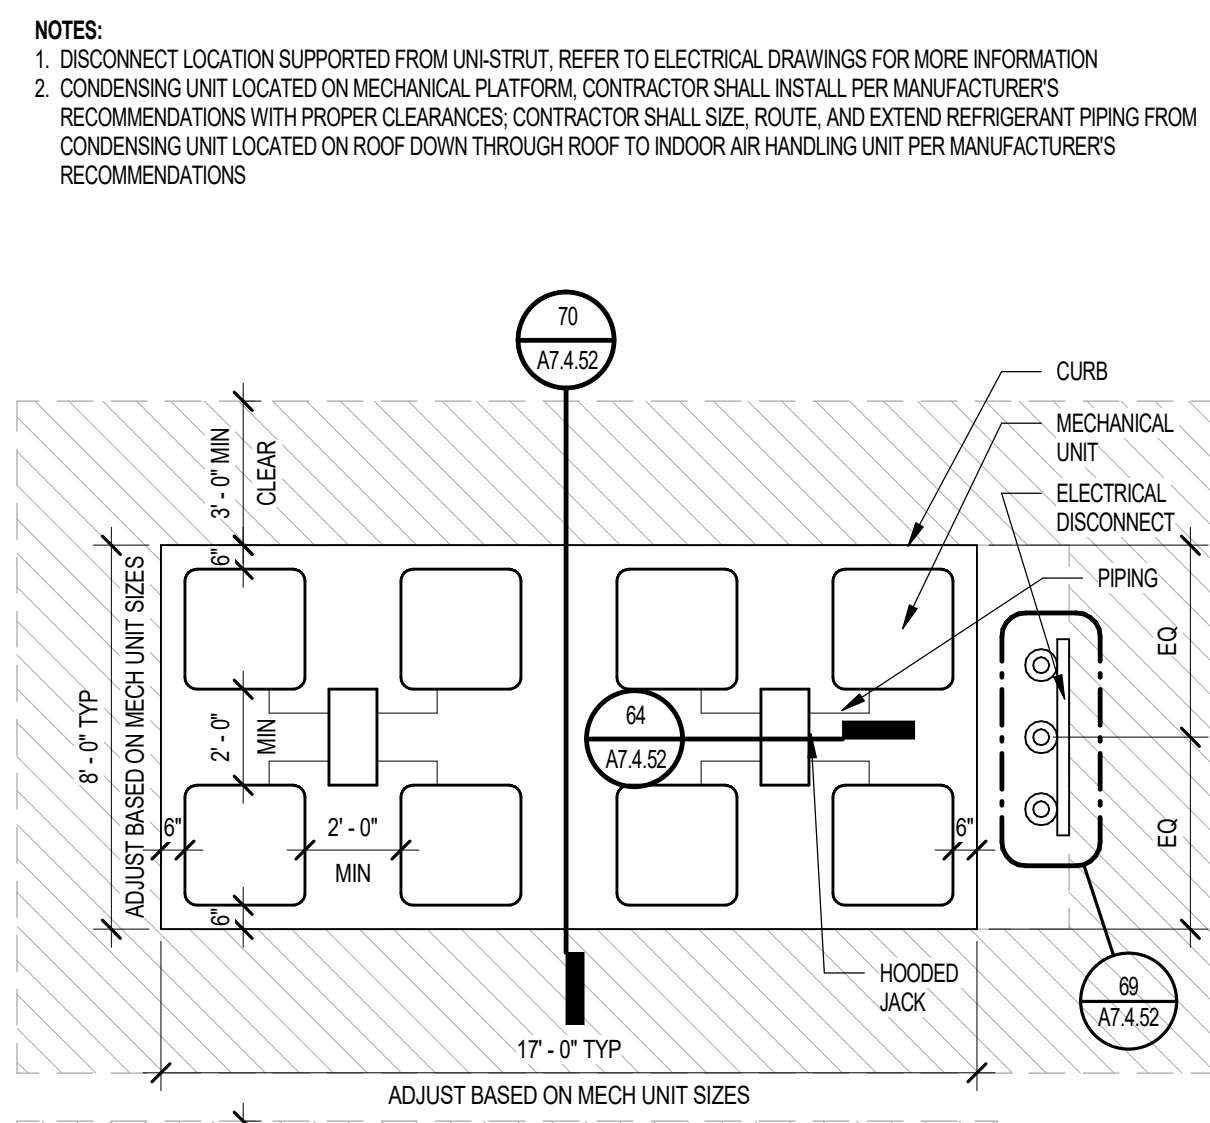 NOTES:
1. DISCONNECT LOCATION SUPPORTED FROM UNI-STRUT, REFER TO ELECTRICAL DRAWINGS FOR MORE INFORMATION
2. CONDENSING UNIT LOCATED ON MECHANICAL PLATFORM, CONTRACTOR SHALL INSTALL PER MANUFACTURER'S
RECOMMENDATIONS WITH PROPER CLEARANCES; CONTRACTOR SHALL SIZE, ROUTE, AND EXTEND REFRIGERANT PIPING FROM
CONDENSING UNIT LOCATED ON ROOF DOWN THROUGH ROOF TO INDOOR AIR HANDLING UNIT PER MANUFACTURER'S
RECOMMENDATIONS
70
A7.4.52
CURB
MECHANICAL
UNIT
ELECTRICAL
DISCONNECT
PIPING
3' - 0" MIN
CLEAR
6"
8' - 0" TYP
ADJUST BASED ON MECH UNIT SIZES
2' - 0"
MIN
64
A7.4.52
EQ
EQ
6"
2' - 0"
MIN
6"
6"
HOODED
JACK
69
A7.4.52
17' - 0" TYP
ADJUST BASED ON MECH UNIT SIZES